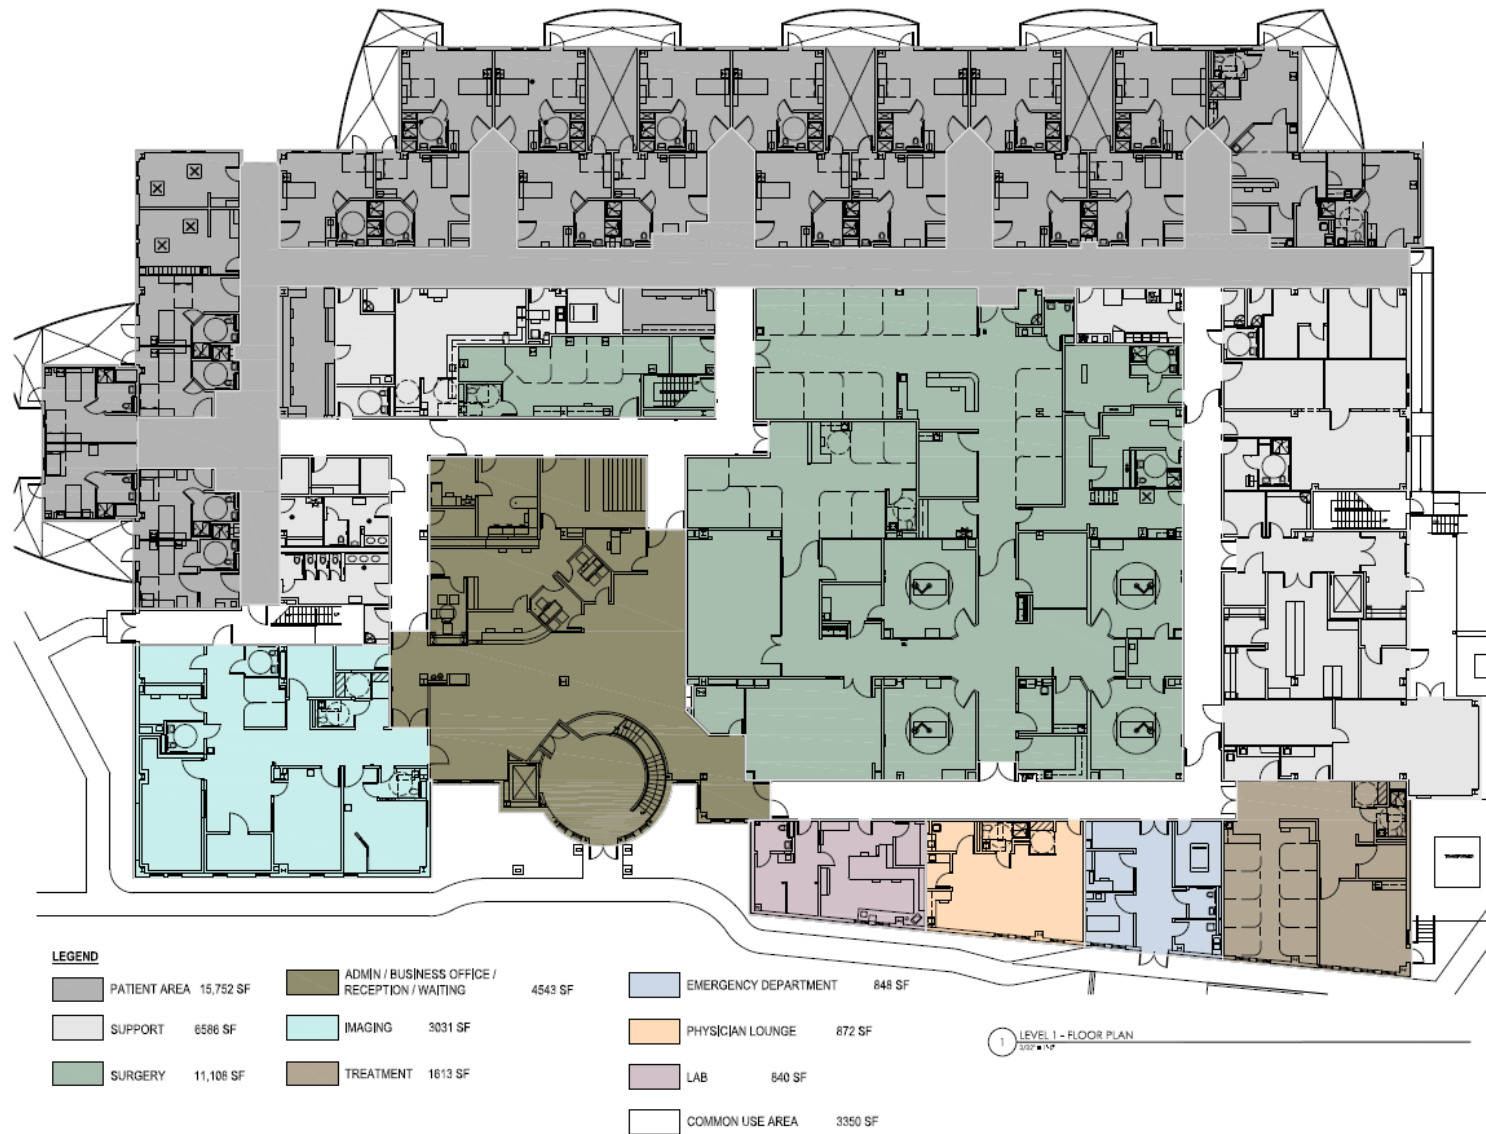 LEGEND
PATIENT AREA 15,752 SF
SUPPORT 6586 SF
SURGERY 11,108 SF
ADMIN / BUSINESS OFFICE /
RECEPTION / WAITING 4543 SF
IMAGING 3031 SF
TREATMENT 1613 SF
EMERGENCY DEPARTMENT 848 SF
PHYSICIAN LOUNGE 872 SF
LAB 840 SF
COMMON USE AREA 3350 SF
1 LEVEL 1 - FLOOR PLAN